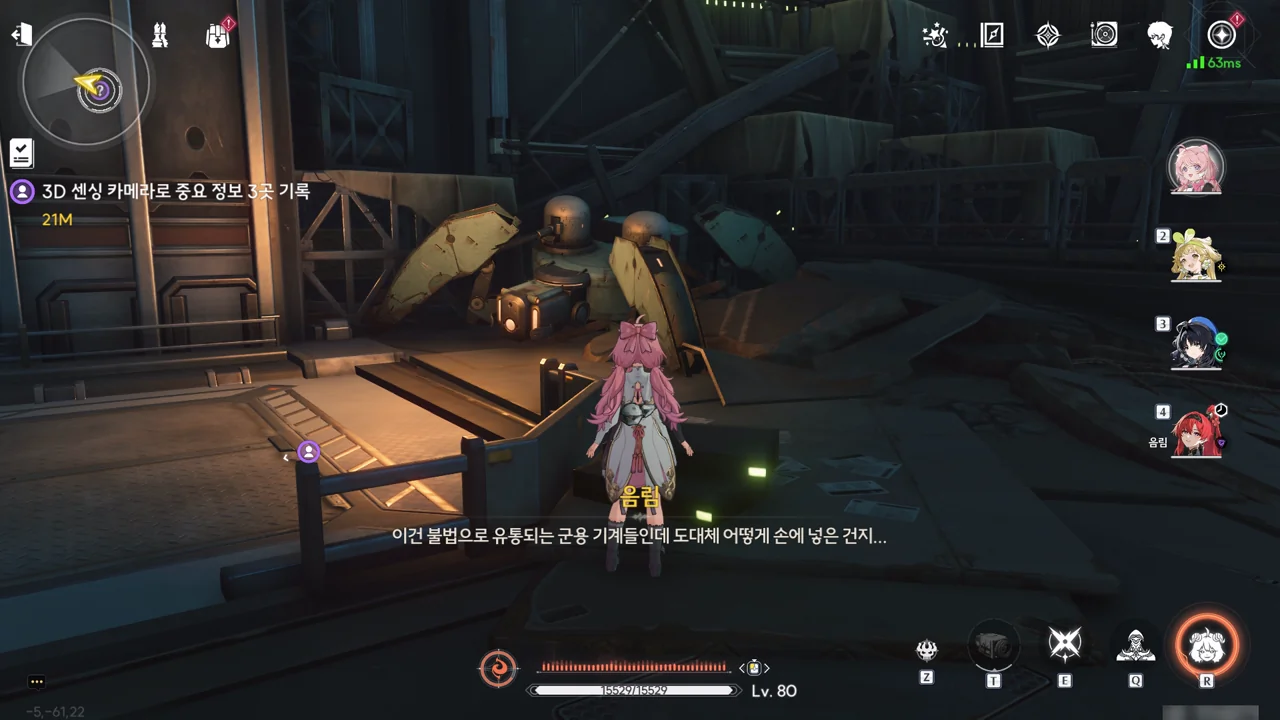 63ms
3D 센싱 카메라로 중요 정보 3곳 기록
21M
2
3
4
음림
음림
이건 불법으로 유통되는 군용 기계들인데 도대체 어떻게 손에 넣은 건지...
15529/15529
Lv. 80
Z
T
E
Q
R
-5,-61,22